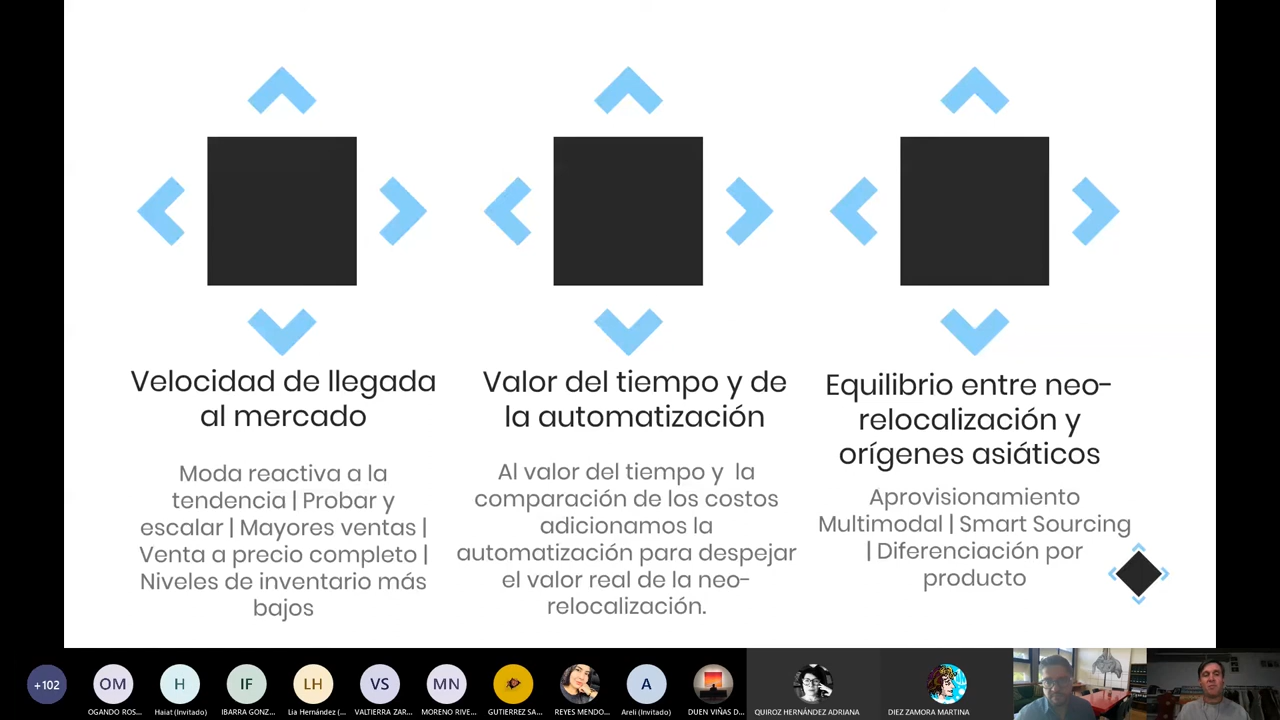 Velocidad de llegada
al mercado
Moda reactiva a la
tendencia | Probar y
escalar | Mayores ventas |
Venta a precio completo |
Niveles de inventario más
bajos
Valor del tiempo y de
la automatización
Al valor del tiempo y la
comparación de los costos
adicionamos la
automatización para despejar
el valor real de la neo-
relocalización.
Equilibrio entre neo-
relocalización y
orígenes asiáticos
Aprovisionamiento
Multimodal | Smart Sourcing
| Diferenciación por
producto
+102
OM
H
IF
LH
VS
MN
A
OGANDO ROS...
Haiat (Invitado)
IBARRA GONZ...
Lia Hernández (...
VALTIERRA ZAR...
MORENO RIVE...
GUTIERREZ SA...
REYES MENDO...
Areli (Invitado)
DUEN VIÑAS D...
QUIROZ HERNÁNDEZ ADRIANA
DIEZ ZAMORA MARTINA